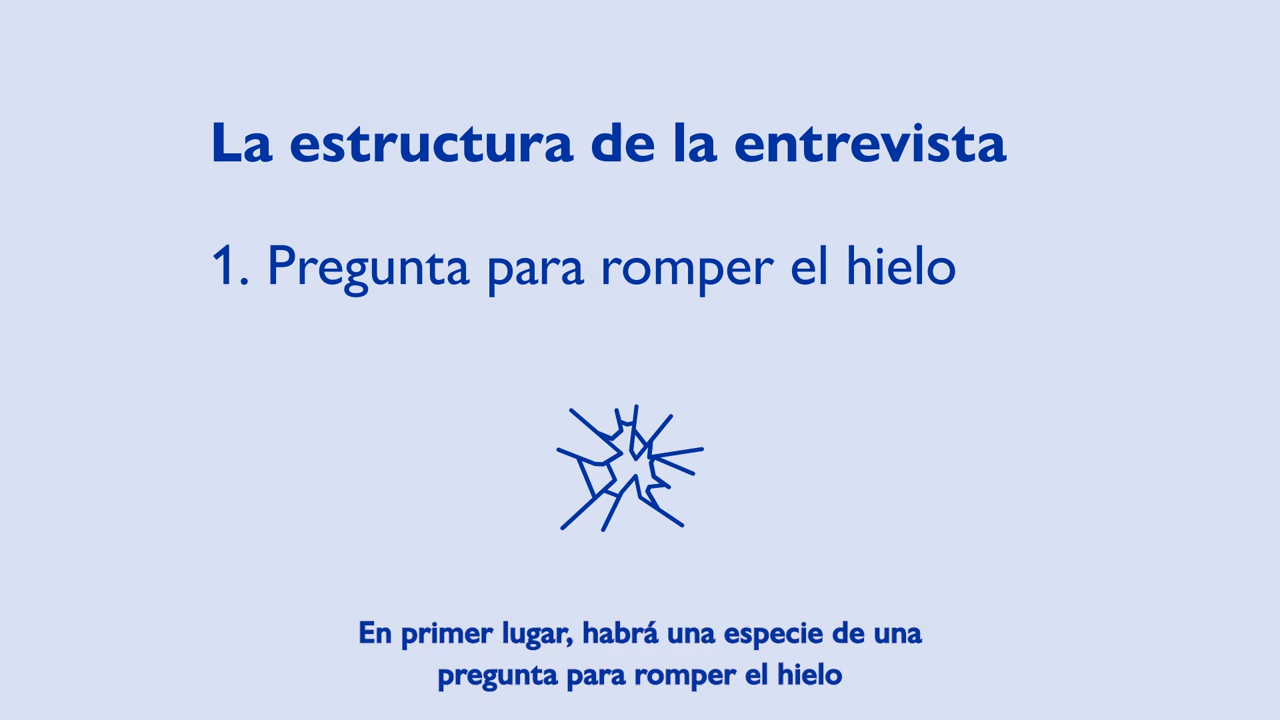 La estructura de la entrevista
1. Pregunta para romper el hielo
En primer lugar, habrá una especie de una
pregunta para romper el hielo